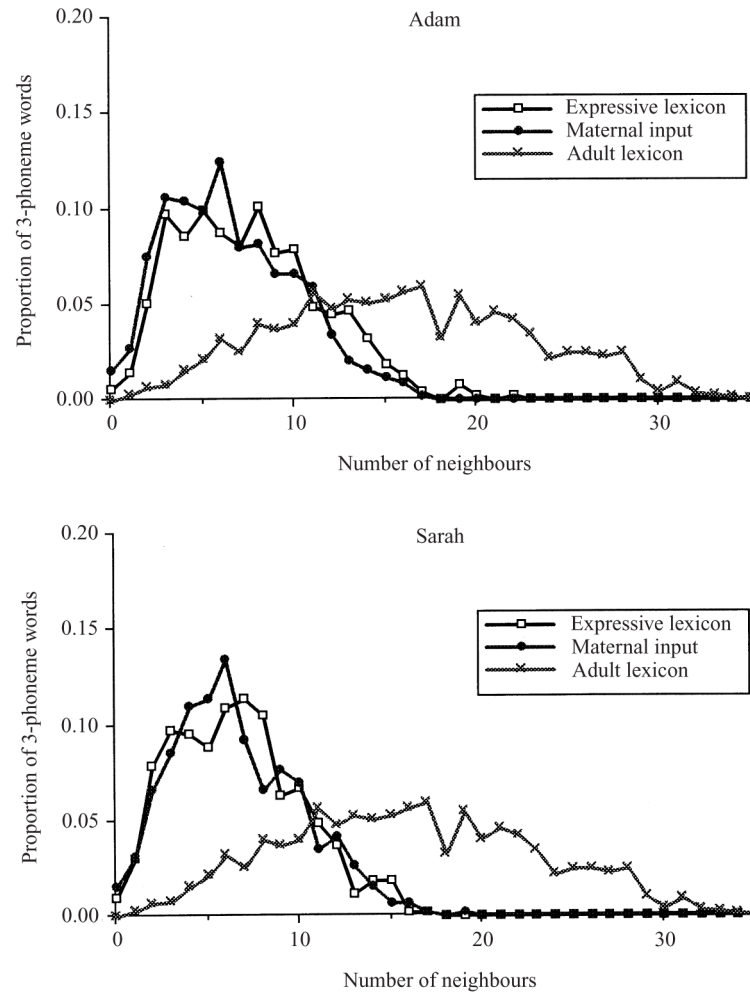 Adam
0.20
0.15
0.10
0.05
0.00
Proportion of 3-phoneme words
Expressive lexicon
Maternal input
Adult lexicon
0 10 20 30
Number of neighbours
Sarah
0.20
0.15
0.10
0.05
0.00
Proportion of 3-phoneme words
Expressive lexicon
Maternal input
Adult lexicon
0 10 20 30
Number of neighbours